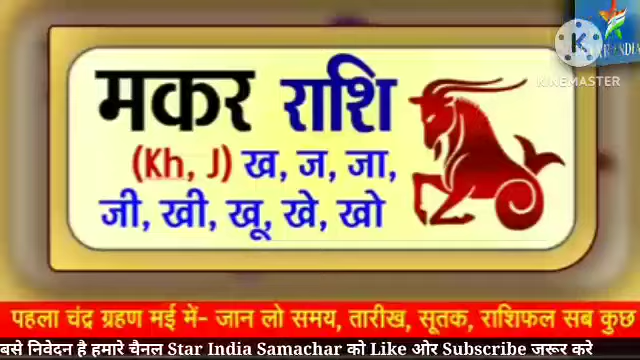 मकर राशि
(Kh, J) ख, ज, जा,
जी, खी, खू, खे, खो
KINEMASTER
पहला चंद्र ग्रहण मई में- जान लो समय, तारीख, सूतक, राशिफल सब कुछ
बसे निवेदन है हमारे चैनल Star India Samachar को Like ओर Subscribe जरूर करे